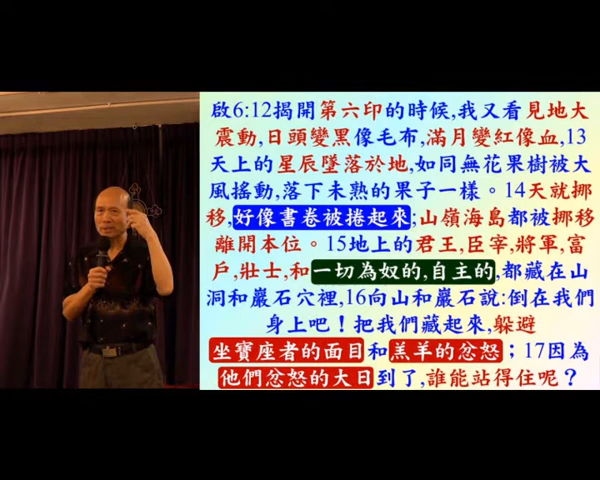 啟6:12揭開第六印的時候,我又看見地大
震動,日頭變黑像毛布,滿月變紅像血,13
天上的星辰墜落於地,如同無花果樹被大
風搖動,落下未熟的果子一樣。14天就挪
移,好像書卷被捲起來;山嶺海島都被挪移
離開本位。15地上的君王,臣宰,將軍,富
戶,壯士,和一切為奴的,自主的,都藏在山
洞和巖石穴裡,16向山和巖石說:倒在我們
身上吧！把我們藏起來,躲避
坐寶座者的面目和羔羊的忿怒；17因為
他們忿怒的大日到了,誰能站得住呢？